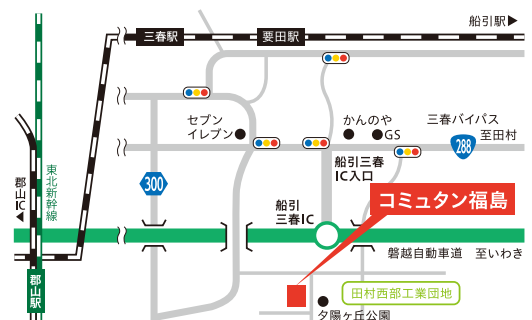 船引駅▶
三春駅
要田駅
セブン
イレブン
かんのや
GS
三春バイパス
至田村
288
船引三春
IC入口
300
東北新幹線
郡山IC
コミュタン福島
船引
三春IC
磐越自動車道 至いわき
郡山駅
田村西部工業団地
夕陽ヶ丘公園